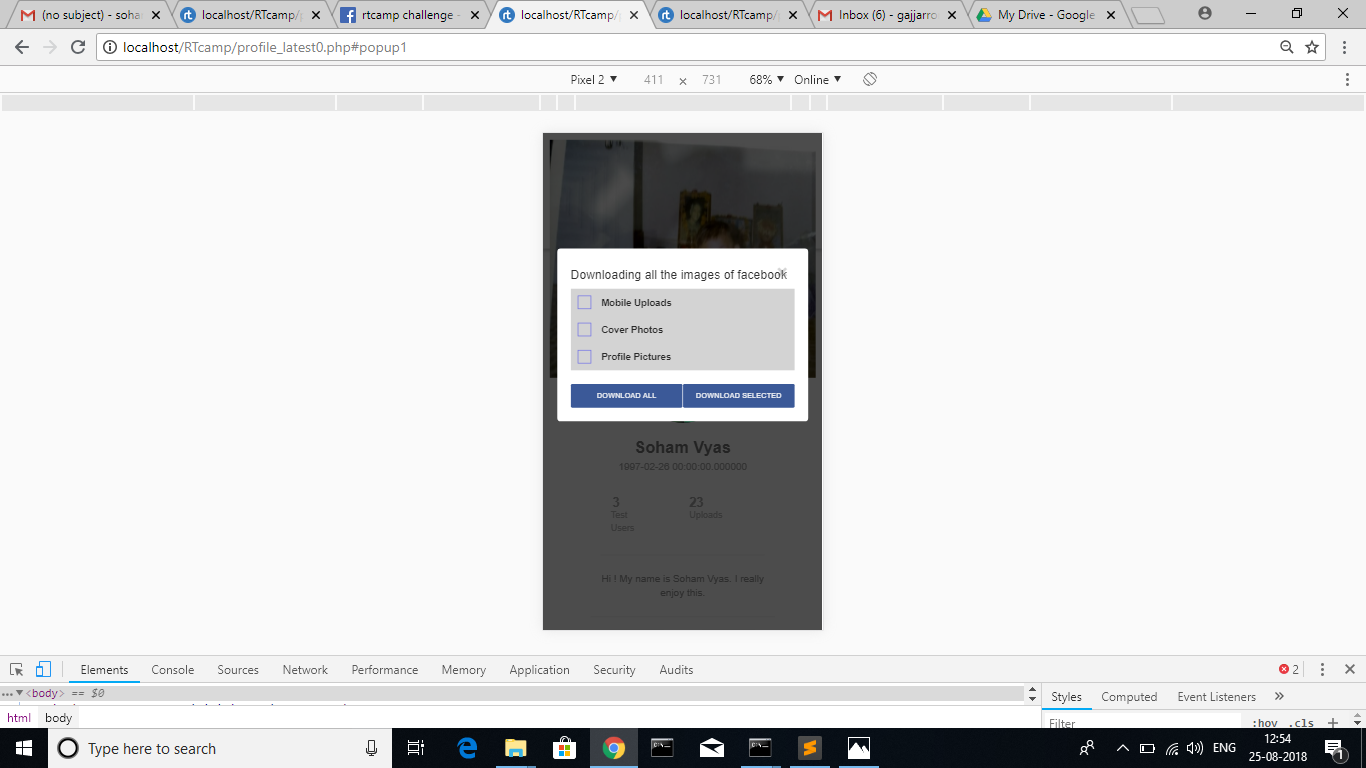 (no subject) - soha
localhost/RTcamp/p
rtcamp challenge -
localhost/RTcamp/p
localhost/RTcamp/p
Inbox (6) - gajjarro
My Drive - Google
localhost/RTcamp/profile_latest0.php#popup1
Pixel 2 ▼ 411 × 731 68% ▼ Online ▼
Downloading all the images of facebook ×
Mobile Uploads
Cover Photos
Profile Pictures
DOWNLOAD ALL DOWNLOAD SELECTED
Soham Vyas
1997-02-26 00:00:00.000000
3 23
Test Uploads
Users
Hi ! My name is Soham Vyas. I really
enjoy this.
Elements Console Sources Network Performance Memory Application Security Audits 2
... ▼ <body> == $0
Styles Computed Event Listeners »
html body
Filter :hov .cls +
Type here to search
ENG
12:54
25-08-2018
1